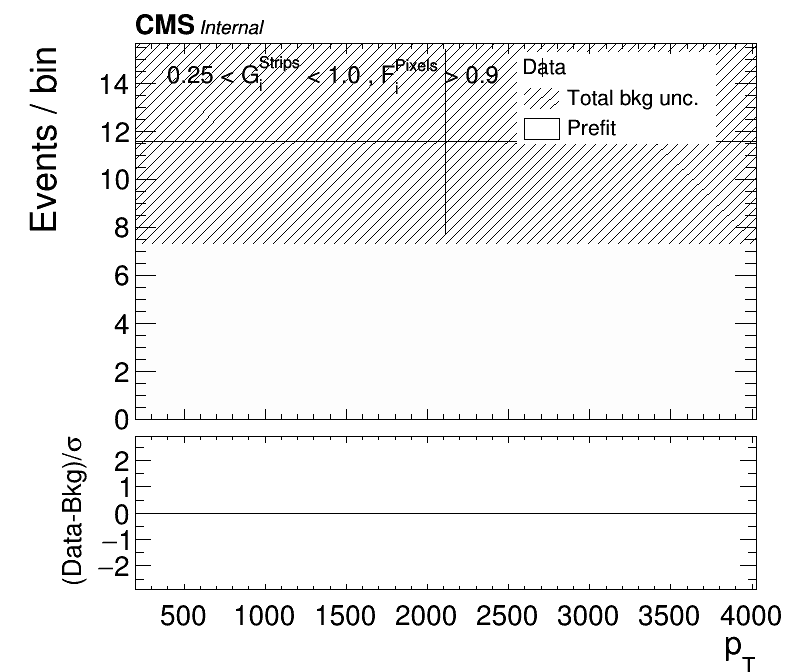 CMS Internal
Events / bin
0.25 < G_i^Strips < 1.0 , F_i^Pixels > 0.9
Data
Total bkg unc.
Prefit
14
12
10
8
6
4
2
0
(Data-Bkg)/σ
2
1
0
−1
−2
500 1000 1500 2000 2500 3000 3500 4000
p_T